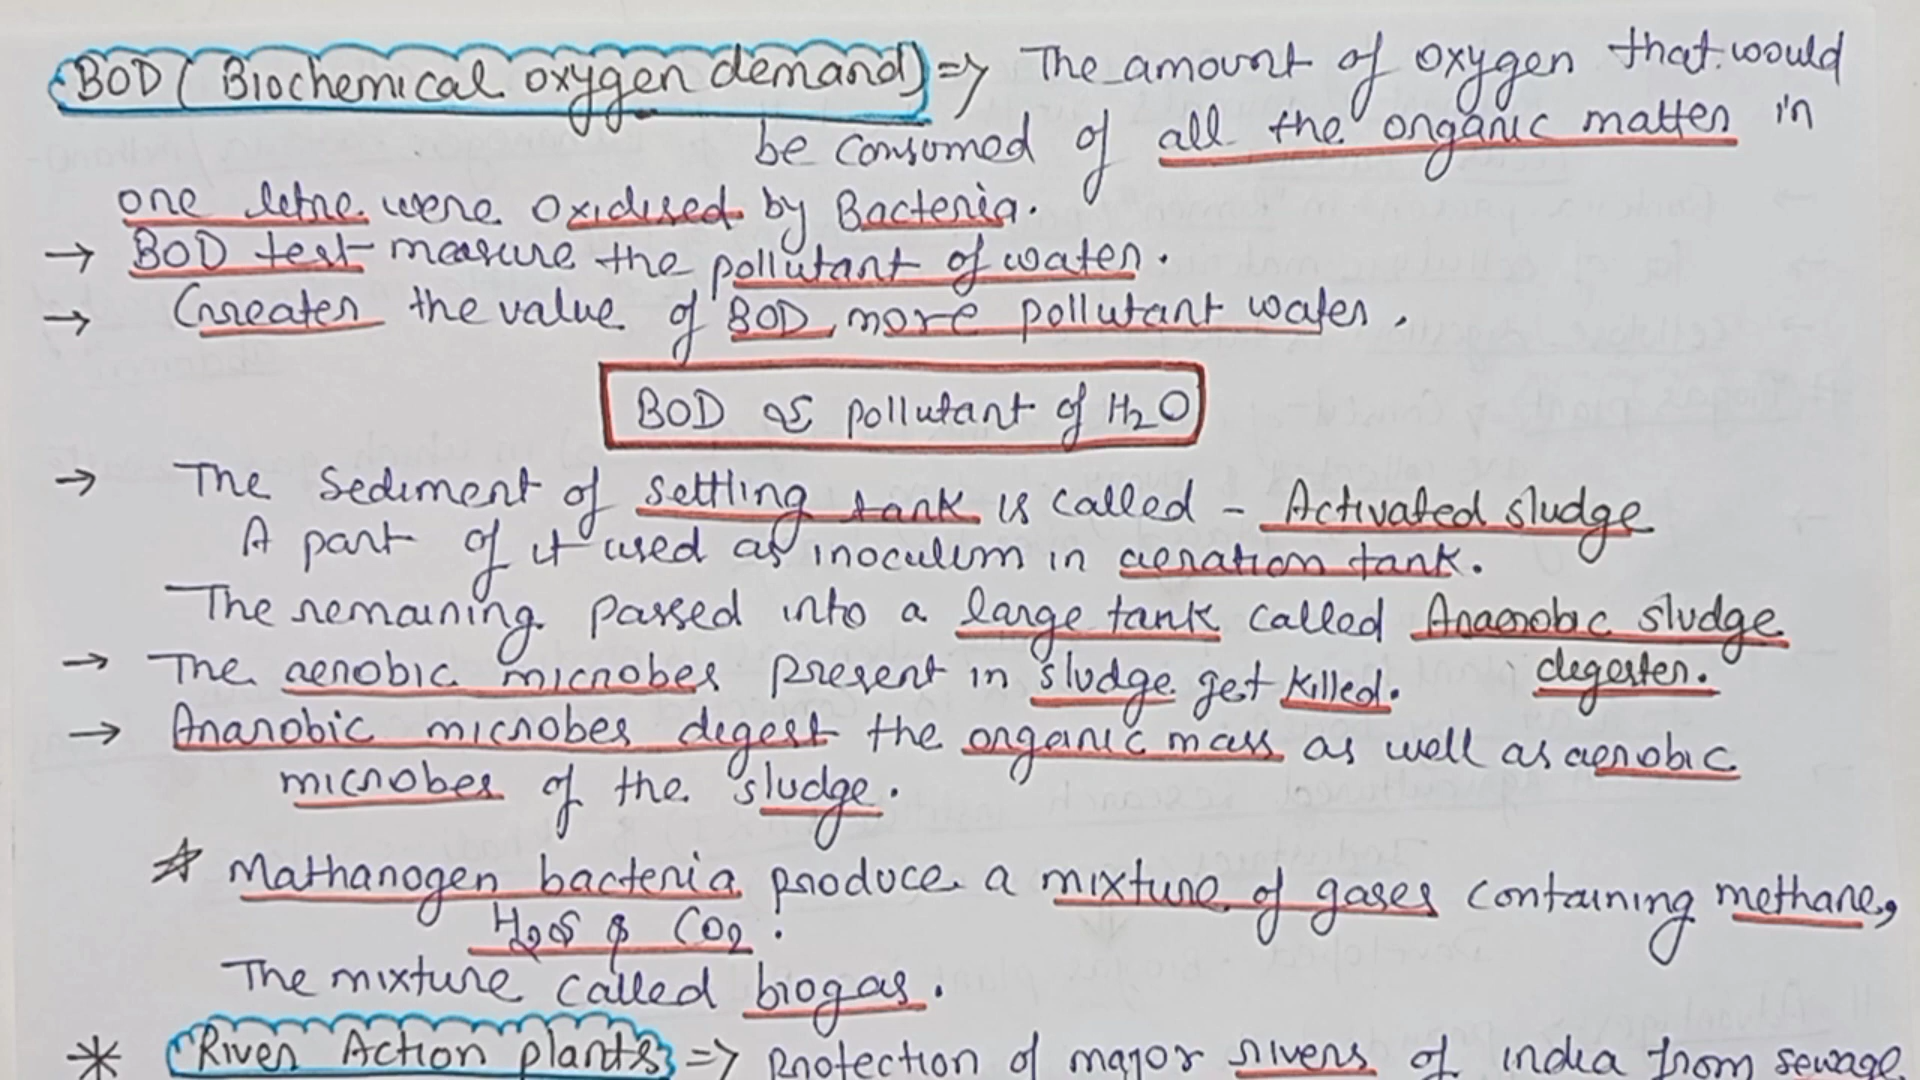 BOD ( Biochemical oxygen demand) => The amount of oxygen that would
be consumed of all the organic matter in
one litre were oxidised by Bacteria.
→ BOD test measure the pollutant of water.
→ Greater the value of BOD, more pollutant water.
BOD ∝ pollutant of H2O
→ The sediment of settling tank is called - Activated sludge
A part of it used as inoculum in aeration tank.
The remaining passed into a large tank called Anaerobic sludge
digester.
→ The aerobic microbes present in sludge get killed.
→ Anarobic microbes digest the organic mass as well as aerobic
microbes of the sludge.
☆ Mathanogen bacteria produce a mixture of gases containing methane,
H2S & CO2.
The mixture called biogas.
* River Action plants => protection of major rivers of india from sewage